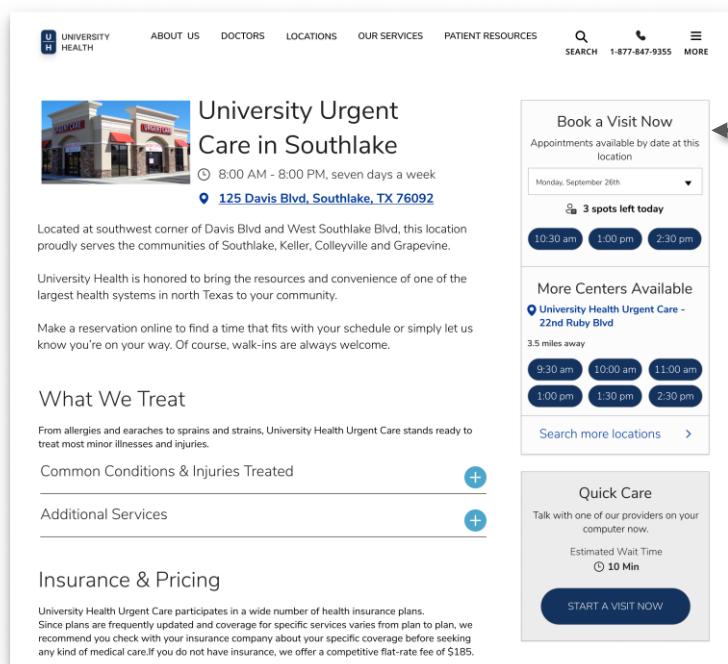 U
H
UNIVERSITY
HEALTH
ABOUT US
DOCTORS
LOCATIONS
OUR SERVICES
PATIENT RESOURCES
SEARCH
1-877-847-9355
MORE
URGENT CARE
URGENT CARE
University Urgent
Care in Southlake
8:00 AM - 8:00 PM, seven days a week
125 Davis Blvd, Southlake, TX 76092
Located at southwest corner of Davis Blvd and West Southlake Blvd, this location
proudly serves the communities of Southlake, Keller, Colleyville and Grapevine.
University Health is honored to bring the resources and convenience of one of the
largest health systems in north Texas to your community.
Make a reservation online to find a time that fits with your schedule or simply let us
know you're on your way. Of course, walk-ins are always welcome.
What We Treat
From allergies and earaches to sprains and strains, University Health Urgent Care stands ready to
treat most minor illnesses and injuries.
Common Conditions & Injuries Treated
Additional Services
Insurance & Pricing
University Health Urgent Care participates in a wide number of health insurance plans.
Since plans are frequently updated and coverage for specific services varies from plan to plan, we
recommend you check with your insurance company about your specific coverage before seeking
any kind of medical care.If you do not have insurance, we offer a competitive flat-rate fee of $185.
Book a Visit Now
Appointments available by date at this
location
Monday, September 26th
3 spots left today
10:30 am
1:00 pm
2:30 pm
More Centers Available
University Health Urgent Care -
22nd Ruby Blvd
3.5 miles away
9:30 am
10:00 am
11:00 am
1:00 pm
1:30 pm
2:30 pm
Search more locations
Quick Care
Talk with one of our providers on your
computer now.
Estimated Wait Time
10 Min
START A VISIT NOW